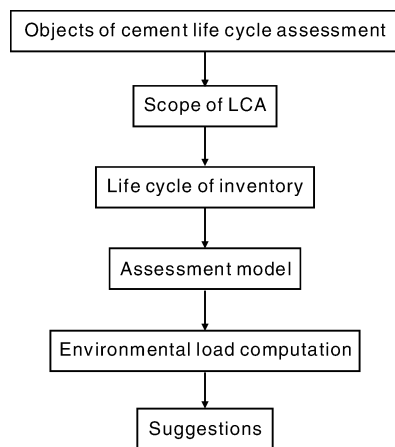 Objects of cement life cycle assessment
Scope of LCA
Life cycle of inventory
Assessment model
Environmental load computation
Suggestions